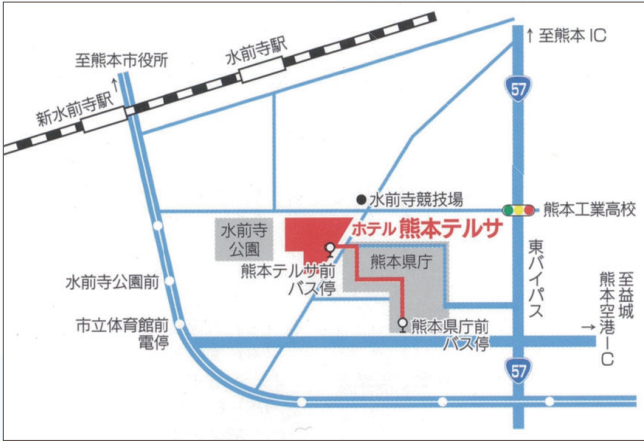 至熊本市役所
水前寺駅
新水前寺駅
至熊本IC
57
水前寺競技場
熊本工業高校
水前寺
公園
ホテル 熊本テルサ
熊本テルサ前
バス停
熊本県庁
水前寺公園前
市立体育館前
電停
熊本県庁前
バス停
東バイパス
至益城
熊本空港IC
57